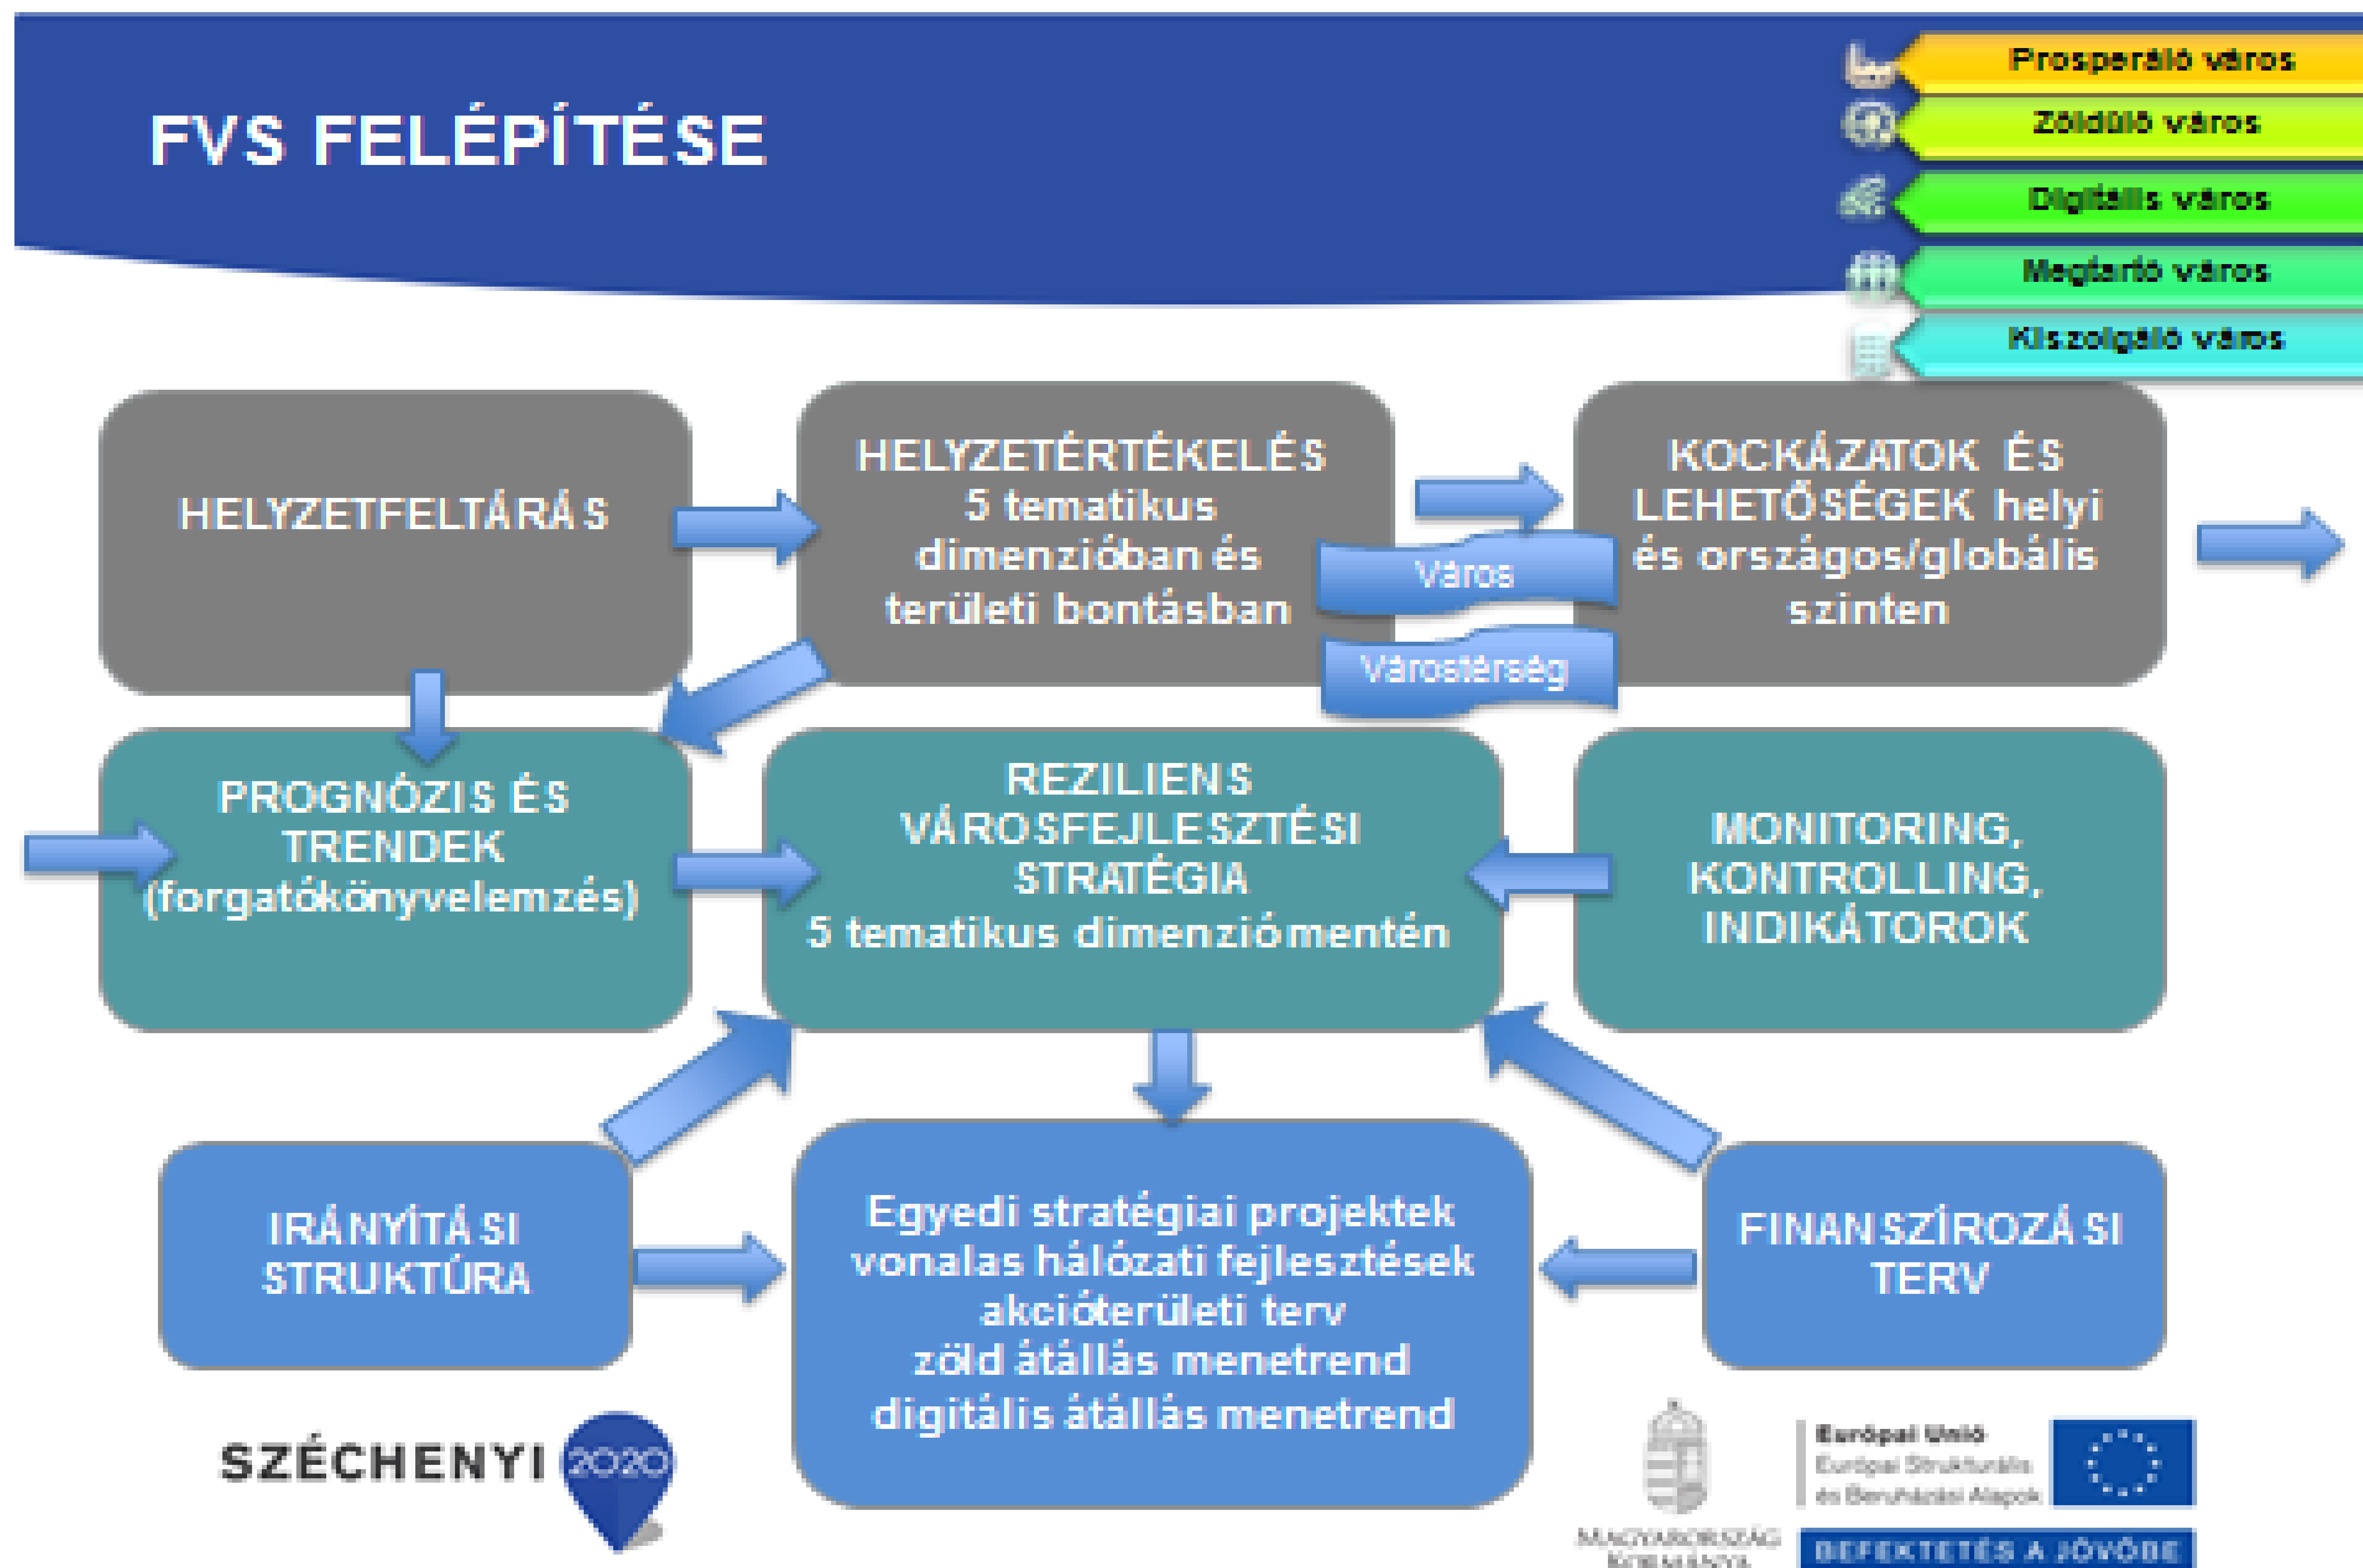 FVS FELÉPÍTÉSE
Prosperáló város
Zöldülő város
Digitális város
Megtartó város
Kiszolgáló város
HELYZETFELTÁRÁS
HELYZETÉRTÉKELÉS
5 tematikus
dimenzióban és
területi bontásban
Város
Várostérség
KOCKÁZATOK ÉS
LEHETŐSÉGEK helyi
és országos/globális
szinten
PROGNÓZIS ÉS
TRENDEK
(forgatókönyvelemzés)
REZILIENS
VÁROSFEJLESZTÉSI
STRATÉGIA
5 tematikus dimenzió mentén
MONITORING,
KONTROLLING,
INDIKÁTOROK
IRÁNYÍTÁSI
STRUKTÚRA
Egyedi stratégiai projektek
vonalas hálózati fejlesztések
akcióterületi terv
zöld átállás menetrend
digitális átállás menetrend
FINANSZÍROZÁSI
TERV
SZÉCHENYI 2020
MAGYARORSZÁG
KORMÁNYA
Európai Unió
Európai Strukturális
és Beruházási Alapok
BEFEKTETÉS A JÖVŐBE